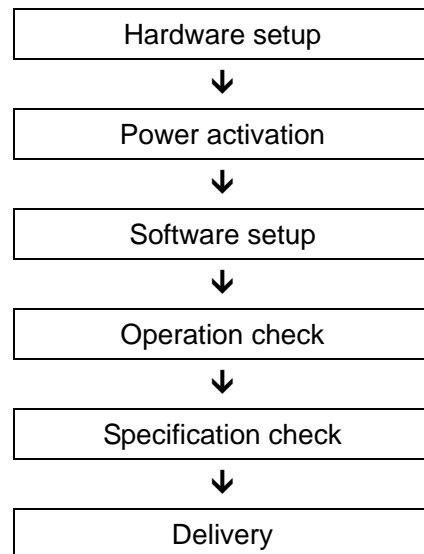 Hardware setup
Power activation
Software setup
Operation check
Specification check
Delivery